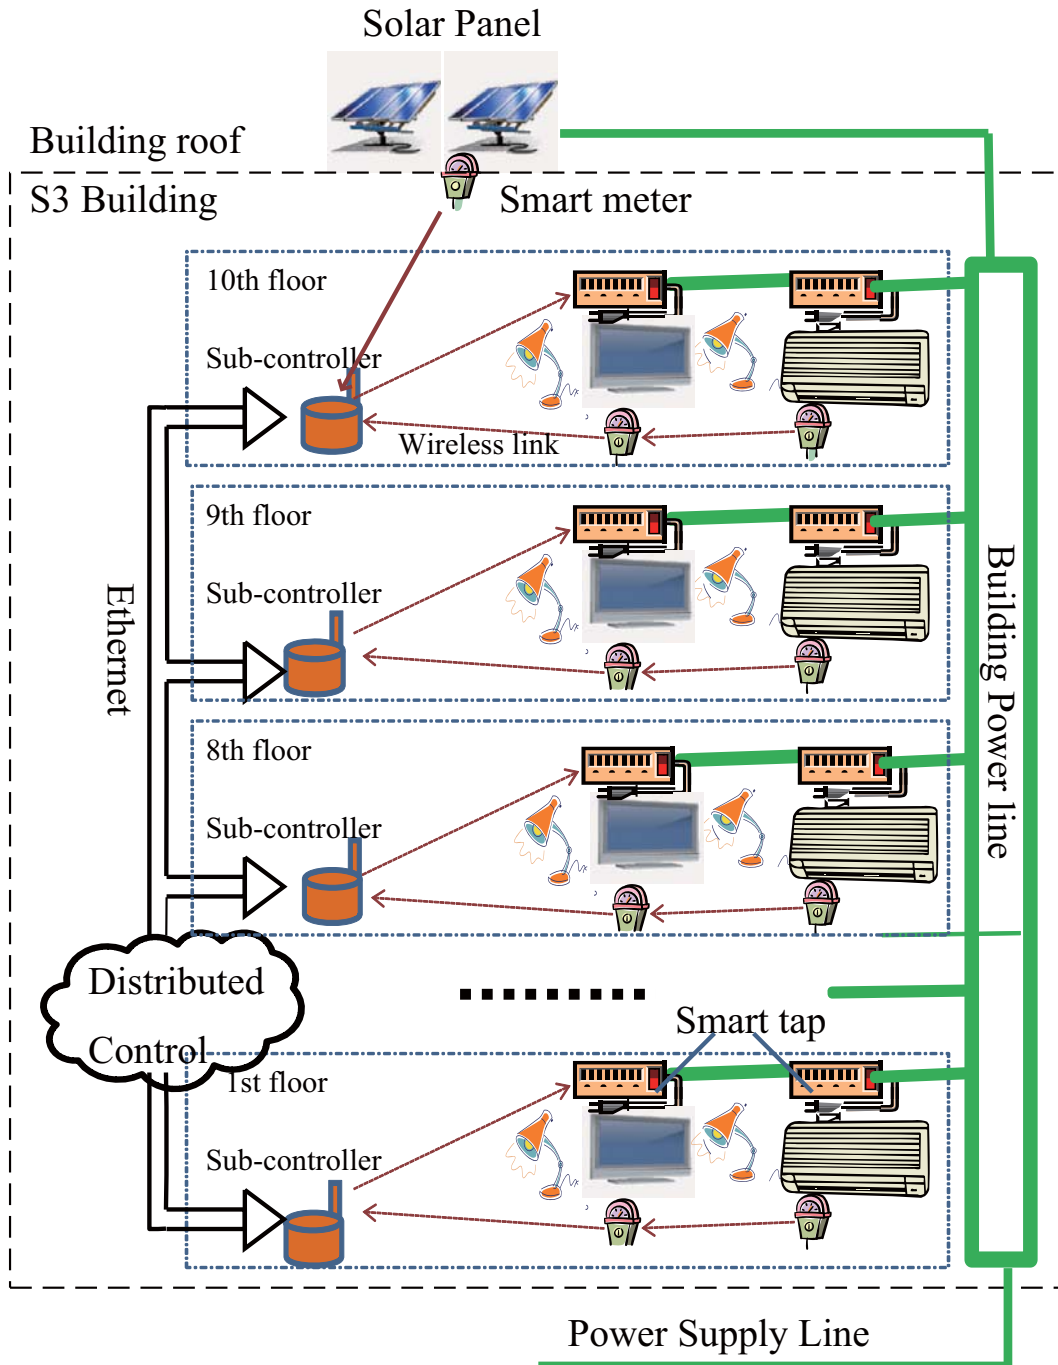 Solar Panel
Building roof
S3 Building
Smart meter
10th floor
Sub-controller
Wireless link
9th floor
Sub-controller
Ethernet
Building Power line
8th floor
Sub-controller
Distributed
Control
Smart tap
1st floor
Sub-controller
Power Supply Line